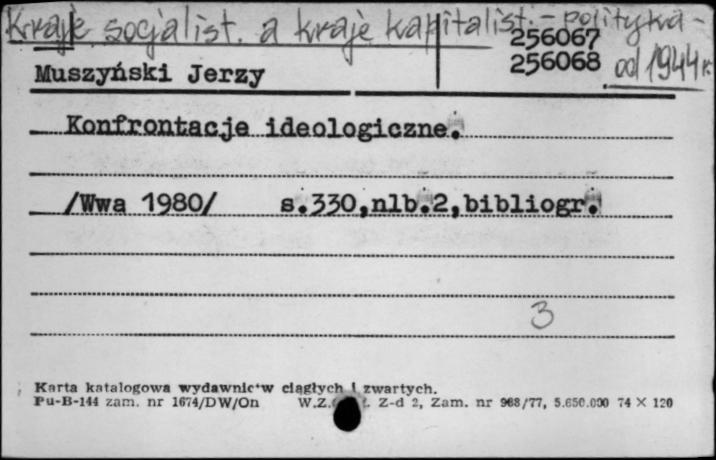 Kraje socjalist. a kraje kapitalist. - polityka -
od 1944 r.
256067
Muszyński Jerzy
256068
Konfrontacje ideologiczne.
/Wwa 1980/ s.330,nlb.2,bibliogr.
3
Karta katalogowa wydawnictw ciągłych i zwartych.
Pu-B-144 zam. nr 1674/DW/On W.Z. Z-d 2, Zam. nr 968/77, 5.650.000 74 × 120